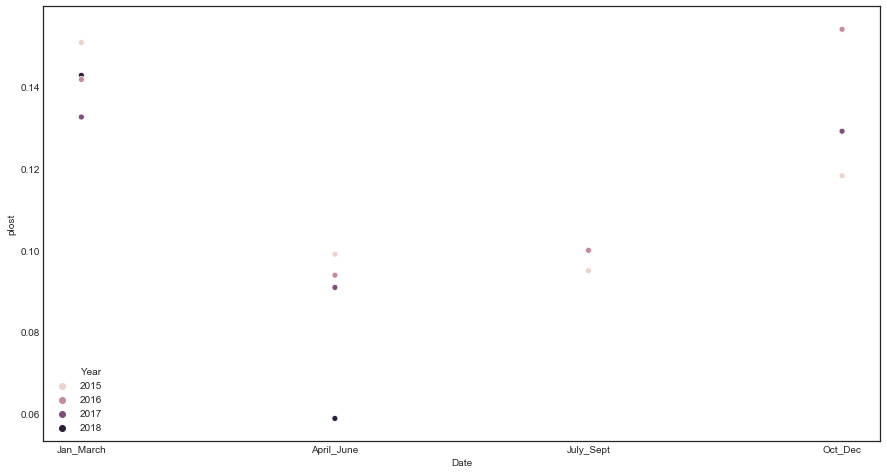 0.14
0.12
0.10
0.08
0.06
plost
Year
2015
2016
2017
2018
Jan_March
April_June
July_Sept
Oct_Dec
Date